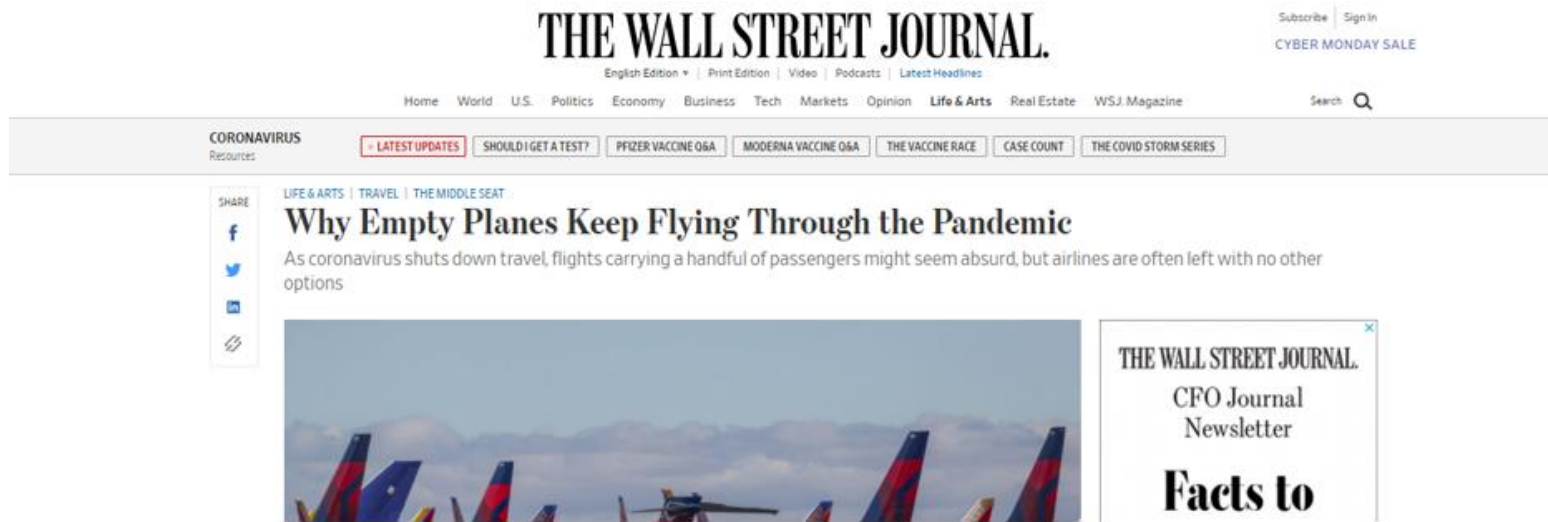 THE WALL STREET JOURNAL.
Subscribe | Sign In
CYBER MONDAY SALE
English Edition | Print Edition | Video | Podcasts | Latest Headlines
Home World U.S. Politics Economy Business Tech Markets Opinion Life & Arts Real Estate WSJ. Magazine Search
CORONAVIRUS
Resources
LATEST UPDATES SHOULD I GET A TEST? PFIZER VACCINE Q&A MODERNA VACCINE Q&A THE VACCINE RACE CASE COUNT THE COVID STORM SERIES
SHARE
LIFE & ARTS | TRAVEL | THE MIDDLE SEAT
Why Empty Planes Keep Flying Through the Pandemic
As coronavirus shuts down travel, flights carrying a handful of passengers might seem absurd, but airlines are often left with no other
options
THE WALL STREET JOURNAL.
CFO Journal
Newsletter
Facts to